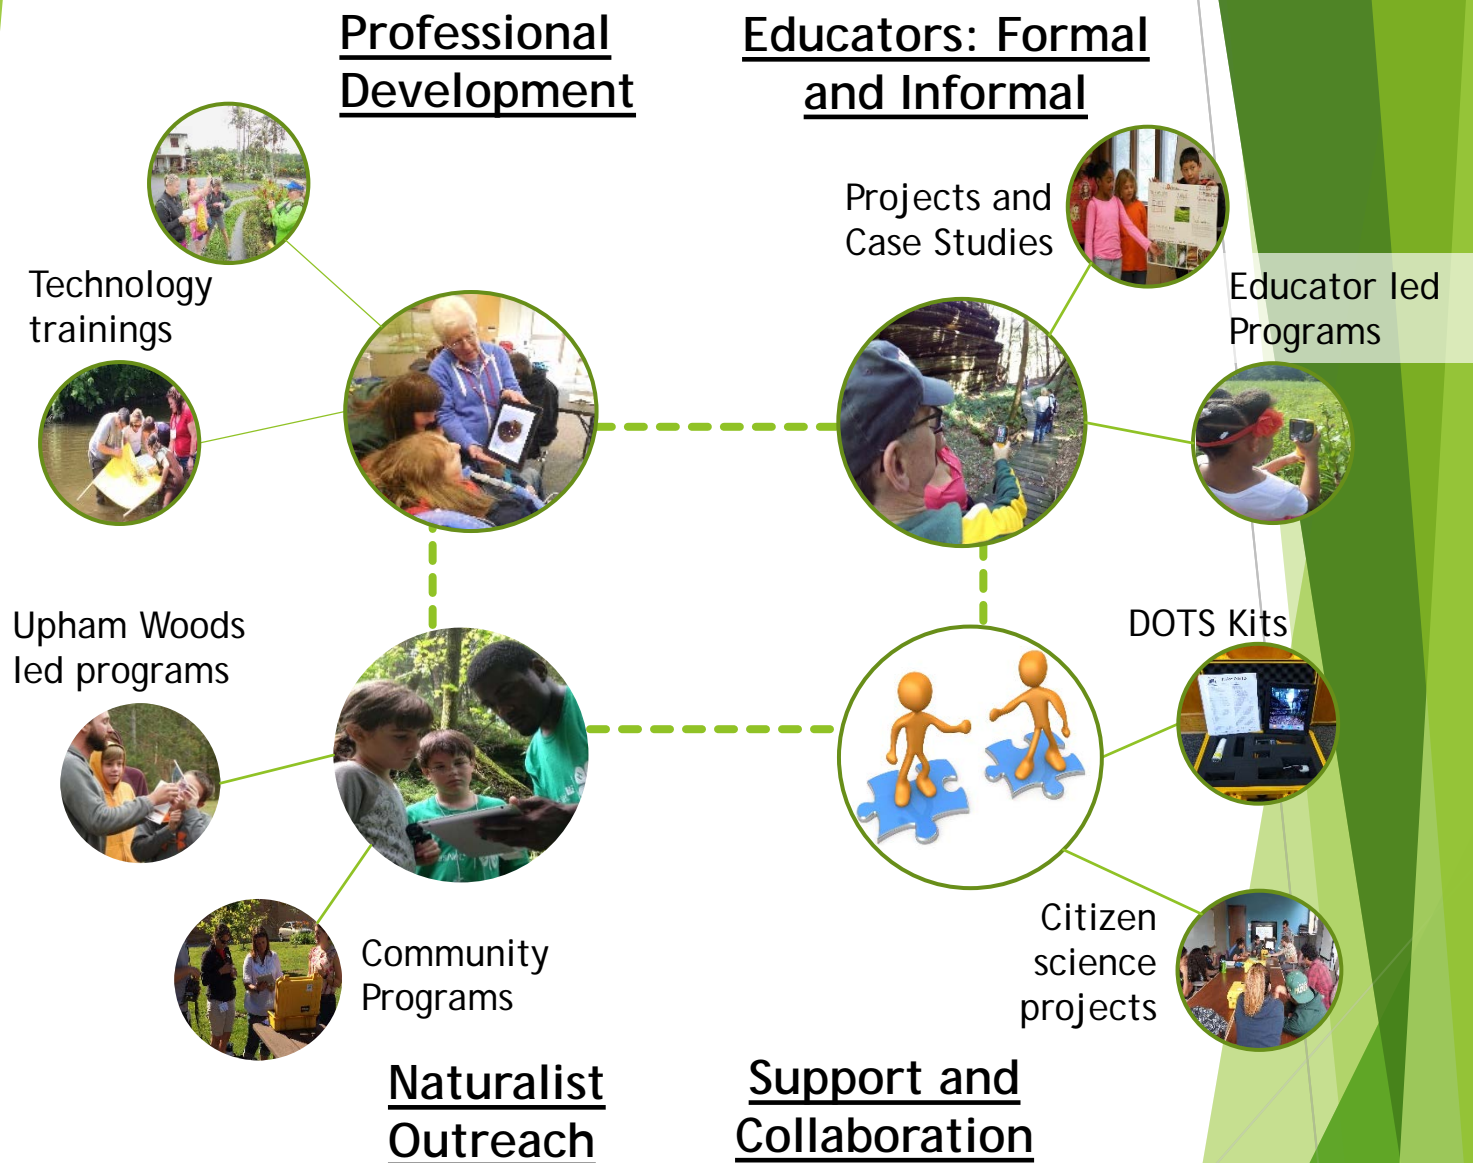 Professional
Development
Educators: Formal
and Informal
Projects and
Case Studies
Technology
trainings
Educator led
Programs
Upham Woods
led programs
DOTS Kits
Community
Programs
Citizen
science
projects
Naturalist
Outreach
Support and
Collaboration